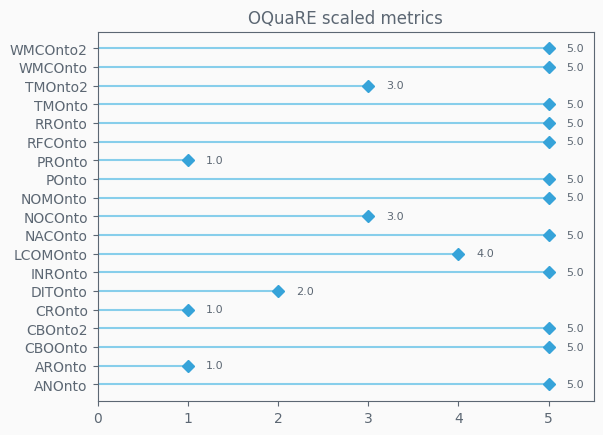 OQuaRE scaled metrics
WMCOnto2 5.0
WMCOnto 5.0
TMOnto2 3.0
TMOnto 5.0
RROnto 5.0
RFCOnto 5.0
PROnto 1.0
POnto 5.0
NOMOnto 5.0
NOCOnto 3.0
NACOnto 5.0
LCOMOnto 4.0
INROnto 5.0
DITOnto 2.0
CROnto 1.0
CBOnto2 5.0
CBOOnto 5.0
AROnto 1.0
ANOnto 5.0
0 1 2 3 4 5